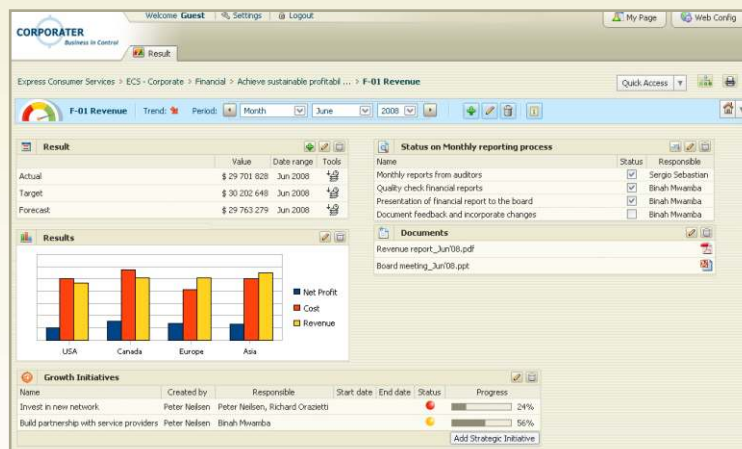 Welcome Guest | Settings | Logout
My Page
Web Config
CORPORATER
Business in Control
Result
Express Consumer Services > ECS - Corporate > Financial > Achieve sustainable profitabil ... > F-01 Revenue
Quick Access
F-01 Revenue Trend: Period: Month June 2008
Result
Value Date range Tools
Actual $ 29 701 828 Jun 2008
Target $ 30 202 648 Jun 2008
Forecast $ 29 763 279 Jun 2008
Status on Monthly reporting process
Name Status Responsible
Monthly reports from auditors Sergio Sebastian
Quality check financial reports Binah Mwamba
Presentation of financial report to the board Binah Mwamba
Document feedback and incorporate changes Binah Mwamba
Results
Net Profit
Cost
Revenue
USA Canada Europe Asia
Documents
Revenue report_Jun'08.pdf
Board meeting_Jun'08.ppt
Growth Initiatives
Name Created by Responsible Start date End date Status Progress
Invest in new network Peter Neilsen Peter Neilsen, Richard Orazietti 24%
Build partnership with service providers Peter Neilsen Binah Mwamba 56%
Add Strategic Initiative